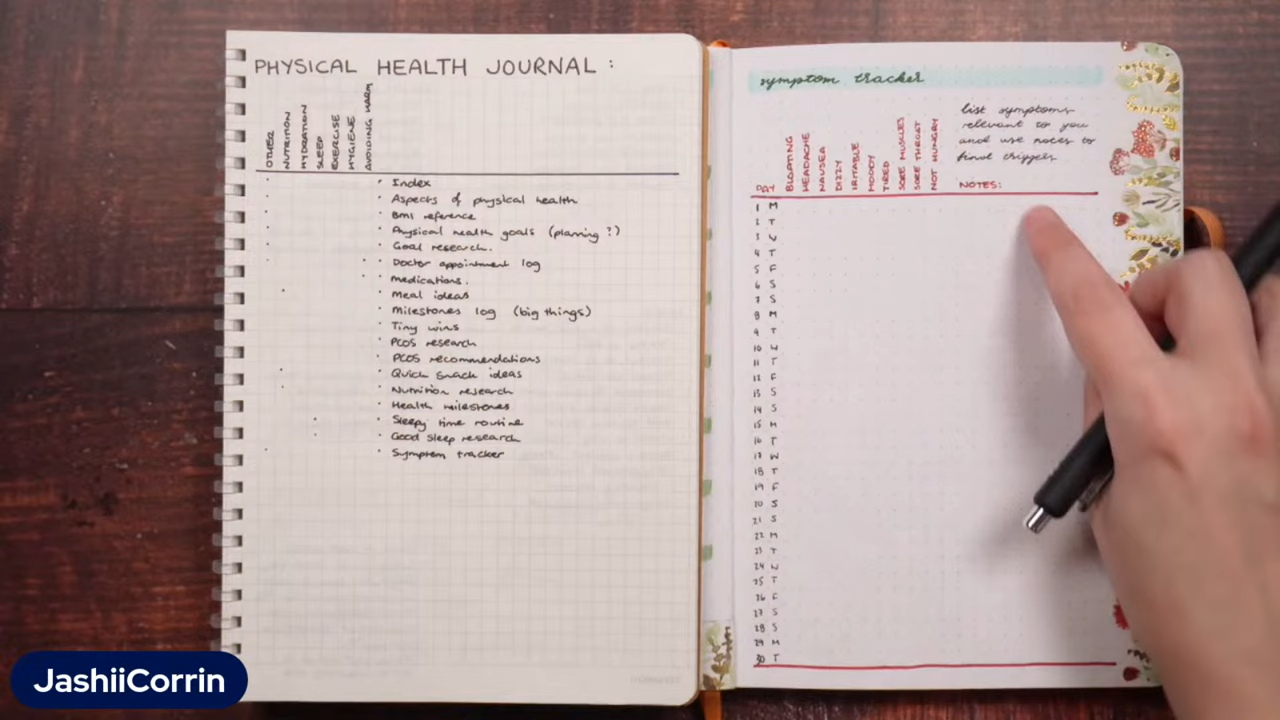 PHYSICAL HEALTH JOURNAL :
OTHER
NUTRITION
HYDRATION
SLEEP
EXERCISE
HYGIENE
AVOIDING HARM
· Index
· Aspects of physical health
· BMI reference
· Physical health goals (planning ?)
· Goal research.
· Doctor appointment log
· medications.
· Meal ideas
· Milestones log (big things)
· Tiny wins
· PCOS research
· PCOS recommendations
· Quick snack ideas
· Nutrition research
· Health milestones
· Sleepy time routine
· Good sleep research
· Symptom tracker
symptom tracker
list symptoms
relevant to you
and use notes to
find triggers
BLOATING
HEADACHE
NAUSEA
DIZZY
IRITABLE
MOODY
TIRED
SORE MUSCLES
SORE THROAT
NOT HUNGRY
NOTES:
1 M
2 T
3 W
4 T
5 F
6 S
7 S
8 M
9 T
10 W
11 T
12 F
13 S
14 S
15 M
16 T
17 W
18 T
19 F
20 S
21 S
22 M
23 T
24 W
25 T
26 F
27 S
28 S
29 M
30 T
JashiiCorrin